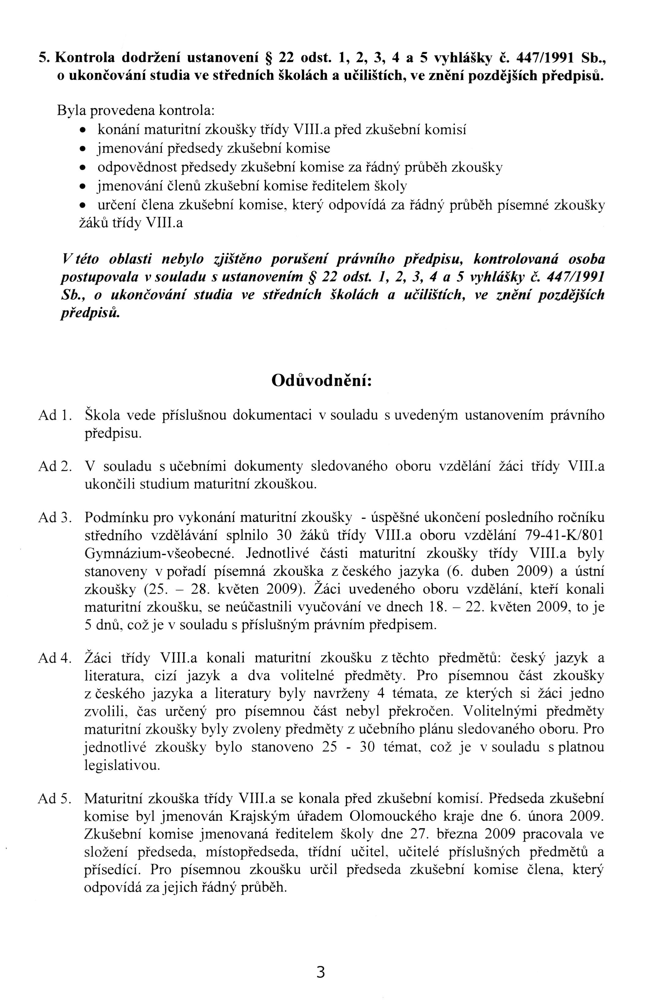 5. Kontrola dodržení ustanovení § 22 odst. 1, 2, 3, 4 a 5 vyhlášky č. 447/1991 Sb.,
o ukončování studia ve středních školách a učilištích, ve znění pozdějších předpisů.
Byla provedena kontrola:
• konání maturitní zkoušky třídy VIII.a před zkušební komisí
• jmenování předsedy zkušební komise
• odpovědnost předsedy zkušební komise za řádný průběh zkoušky
• jmenování členů zkušební komise ředitelem školy
• určení člena zkušební komise, který odpovídá za řádný průběh písemné zkoušky
žáků třídy VIII.a
V této oblasti nebylo zjištěno porušení právního předpisu, kontrolovaná osoba
postupovala v souladu s ustanovením § 22 odst. 1, 2, 3, 4 a 5 vyhlášky č. 447/1991
Sb., o ukončování studia ve středních školách a učilištích, ve znění pozdějších
předpisů.
Odůvodnění:
Ad 1. Škola vede příslušnou dokumentaci v souladu s uvedeným ustanovením právního
předpisu.
Ad 2. V souladu s učebními dokumenty sledovaného oboru vzdělání žáci třídy VIII.a
ukončili studium maturitní zkouškou.
Ad 3. Podmínku pro vykonání maturitní zkoušky - úspěšné ukončení posledního ročníku
středního vzdělávání splnilo 30 žáků třídy VIII.a oboru vzdělání 79-41-K/801
Gymnázium-všeobecné. Jednotlivé části maturitní zkoušky třídy VIII.a byly
stanoveny v pořadí písemná zkouška z českého jazyka (6. duben 2009) a ústní
zkoušky (25. – 28. květen 2009). Žáci uvedeného oboru vzdělání, kteří konali
maturitní zkoušku, se neúčastnili vyučování ve dnech 18. – 22. květen 2009, to je
5 dnů, což je v souladu s příslušným právním předpisem.
Ad 4. Žáci třídy VIII.a konali maturitní zkoušku z těchto předmětů: český jazyk a
literatura, cizí jazyk a dva volitelné předměty. Pro písemnou část zkoušky
z českého jazyka a literatury byly navrženy 4 témata, ze kterých si žáci jedno
zvolili, čas určený pro písemnou část nebyl překročen. Volitelnými předměty
maturitní zkoušky byly zvoleny předměty z učebního plánu sledovaného oboru. Pro
jednotlivé zkoušky bylo stanoveno 25 - 30 témat, což je v souladu s platnou
legislativou.
Ad 5. Maturitní zkouška třídy VIII.a se konala před zkušební komisí. Předseda zkušební
komise byl jmenován Krajským úřadem Olomouckého kraje dne 6. února 2009.
Zkušební komise jmenovaná ředitelem školy dne 27. března 2009 pracovala ve
složení předseda, místopředseda, třídní učitel, učitelé příslušných předmětů a
přísedící. Pro písemnou zkoušku určil předseda zkušební komise člena, který
odpovídá za jejich řádný průběh.
3